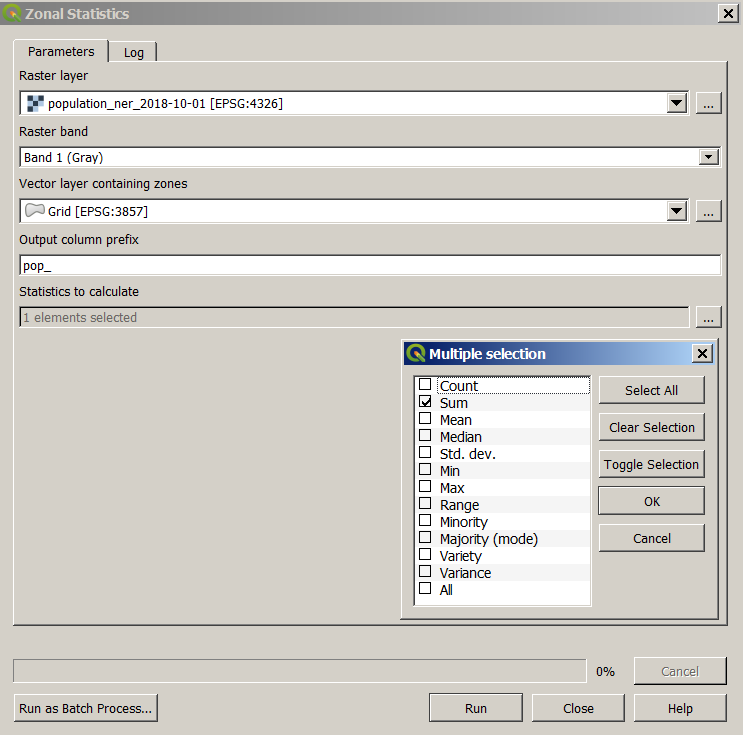 Zonal Statistics
Parameters
Log
Raster layer
population_ner_2018-10-01 [EPSG:4326]
...
Raster band
Band 1 (Gray)
Vector layer containing zones
Grid [EPSG:3857]
...
Output column prefix
pop_
Statistics to calculate
1 elements selected
...
Multiple selection
Count
Sum
Mean
Median
Std. dev.
Min
Max
Range
Minority
Majority (mode)
Variety
Variance
All
Select All
Clear Selection
Toggle Selection
OK
Cancel
0%
Cancel
Run as Batch Process...
Run
Close
Help